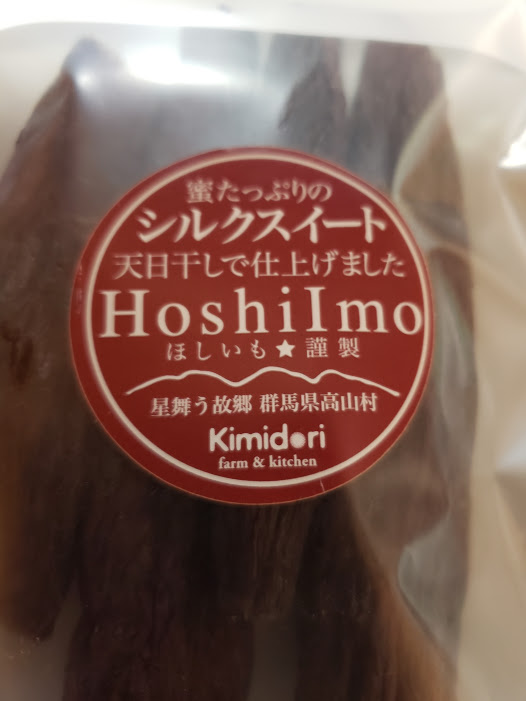 蜜たっぷりの
シルクスイート
天日干しで仕上げました
HoshiImo
ほしいも★謹製
星舞う故郷 群馬県高山村
Kimidori
farm & kitchen